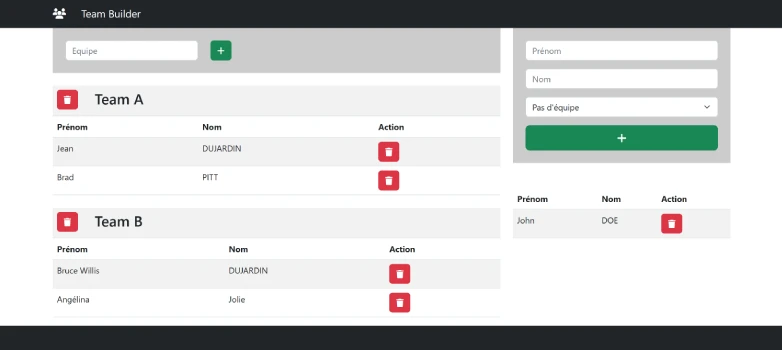 Team Builder
Equipe
Team A
Prénom Nom Action
Jean DUJARDIN
Brad PITT
Team B
Prénom Nom Action
Bruce Willis DUJARDIN
Angélina Jolie
Prénom
Nom
Pas d'équipe
Prénom Nom Action
John DOE